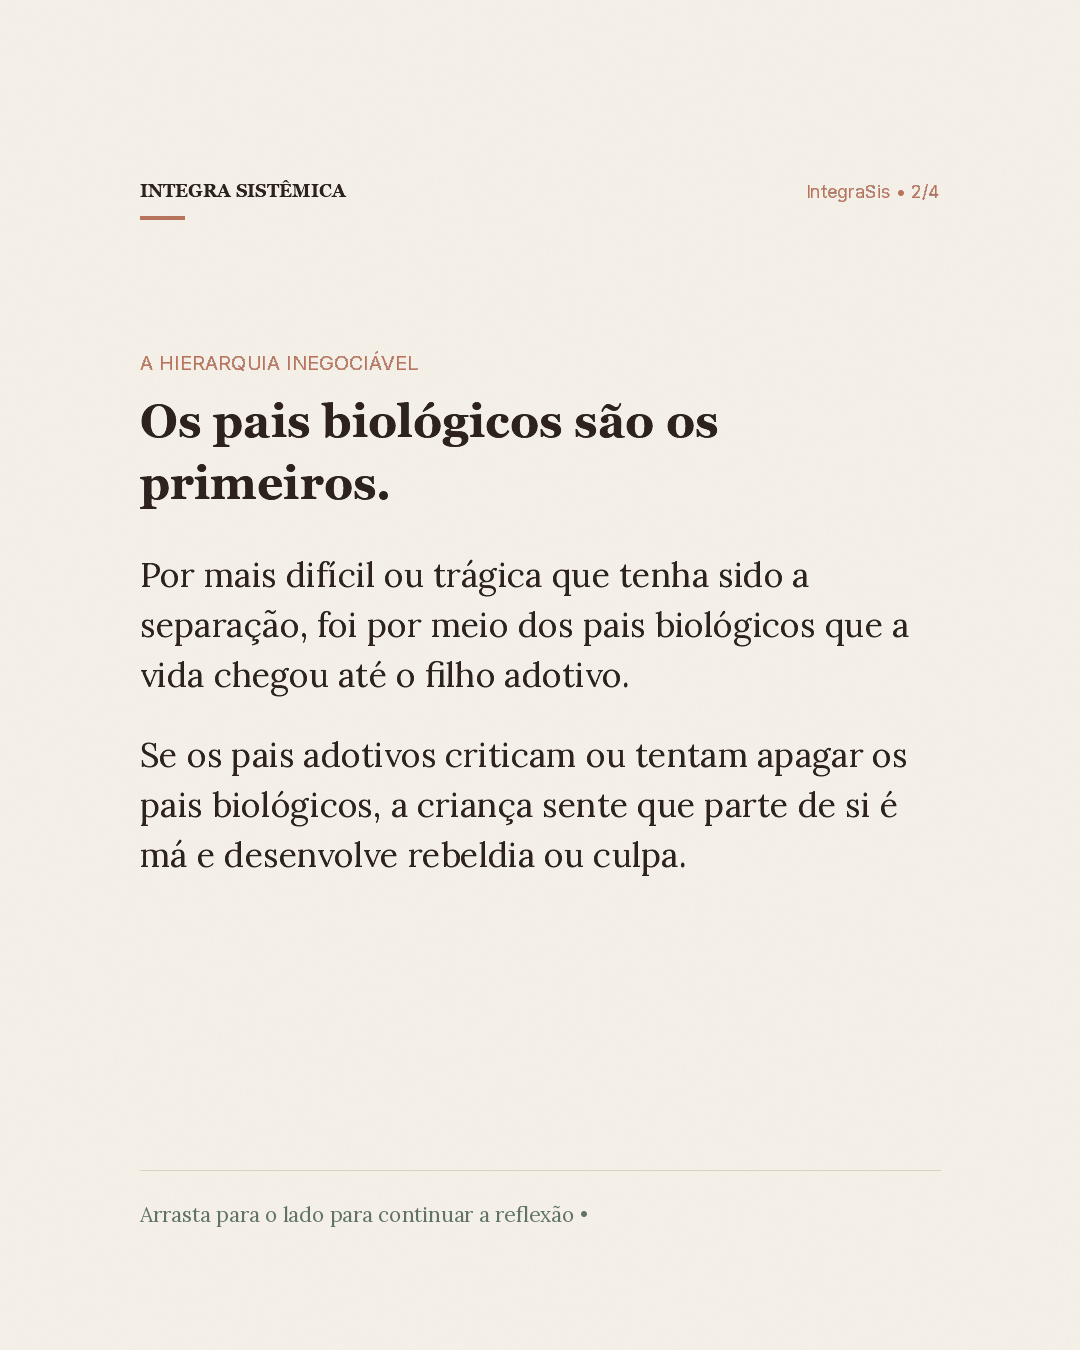 INTEGRA SISTÊMICA
IntegraSis • 2/4
A HIERARQUIA INEGOCIÁVEL
Os pais biológicos são os
primeiros.
Por mais difícil ou trágica que tenha sido a
separação, foi por meio dos pais biológicos que a
vida chegou até o filho adotivo.
Se os pais adotivos criticam ou tentam apagar os
pais biológicos, a criança sente que parte de si é
má e desenvolve rebeldia ou culpa.
Arrasta para o lado para continuar a reflexão •